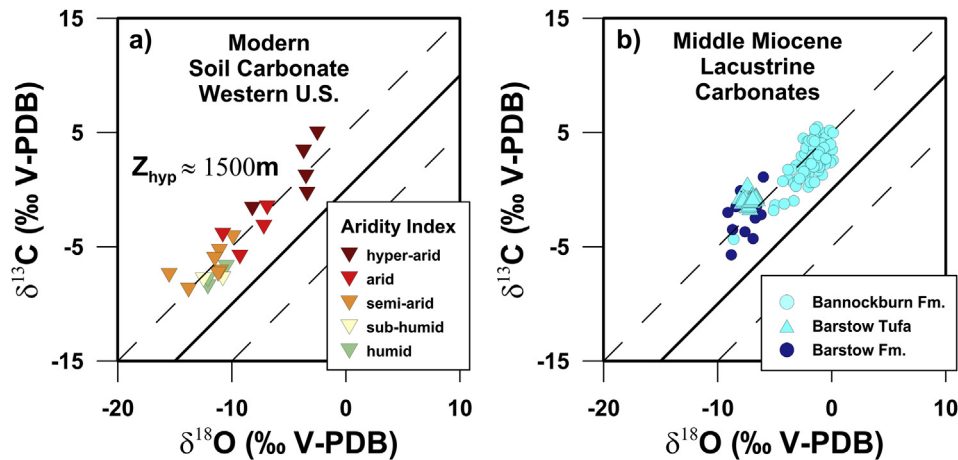 a)
Modern
Soil Carbonate
Western U.S.
Z_hyp ≈ 1500m
15
5
-5
-15
-20
-10
0
10
δ¹³C (‰ V-PDB)
δ¹⁸O (‰ V-PDB)
Aridity Index
hyper-arid
arid
semi-arid
sub-humid
humid
b)
Middle Miocene
Lacustrine
Carbonates
15
5
-5
-15
-20
-10
0
10
δ¹³C (‰ V-PDB)
δ¹⁸O (‰ V-PDB)
Bannockburn Fm.
Barstow Tufa
Barstow Fm.